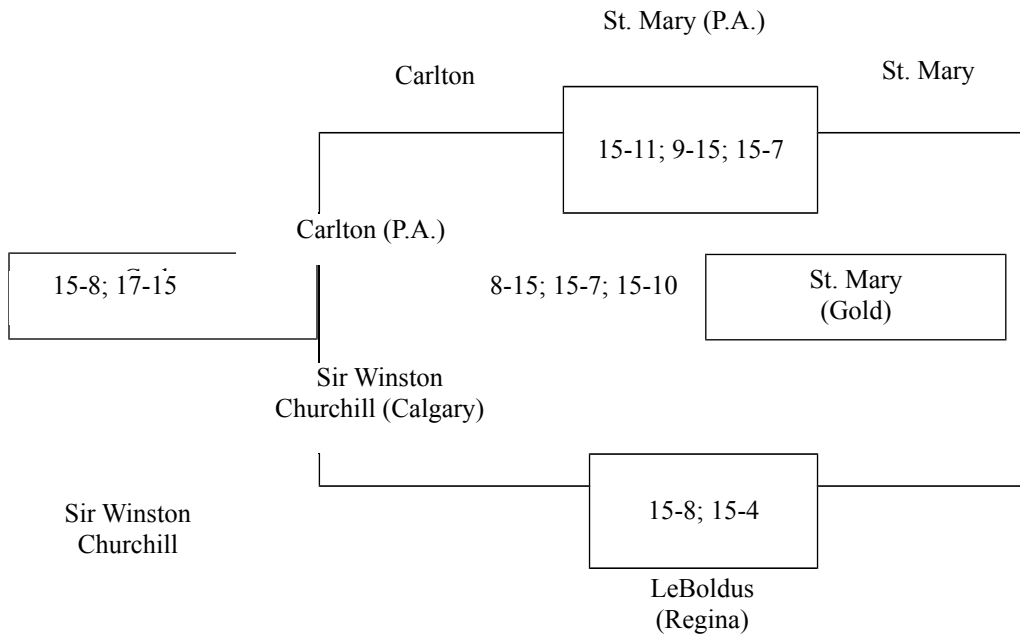 St. Mary (P.A.)
Carlton
St. Mary
15-11; 9-15; 15-7
Carlton (P.A.)
15-8; 17-15
8-15; 15-7; 15-10
St. Mary
(Gold)
Sir Winston
Churchill (Calgary)
15-8; 15-4
Sir Winston
Churchill
LeBoldus
(Regina)